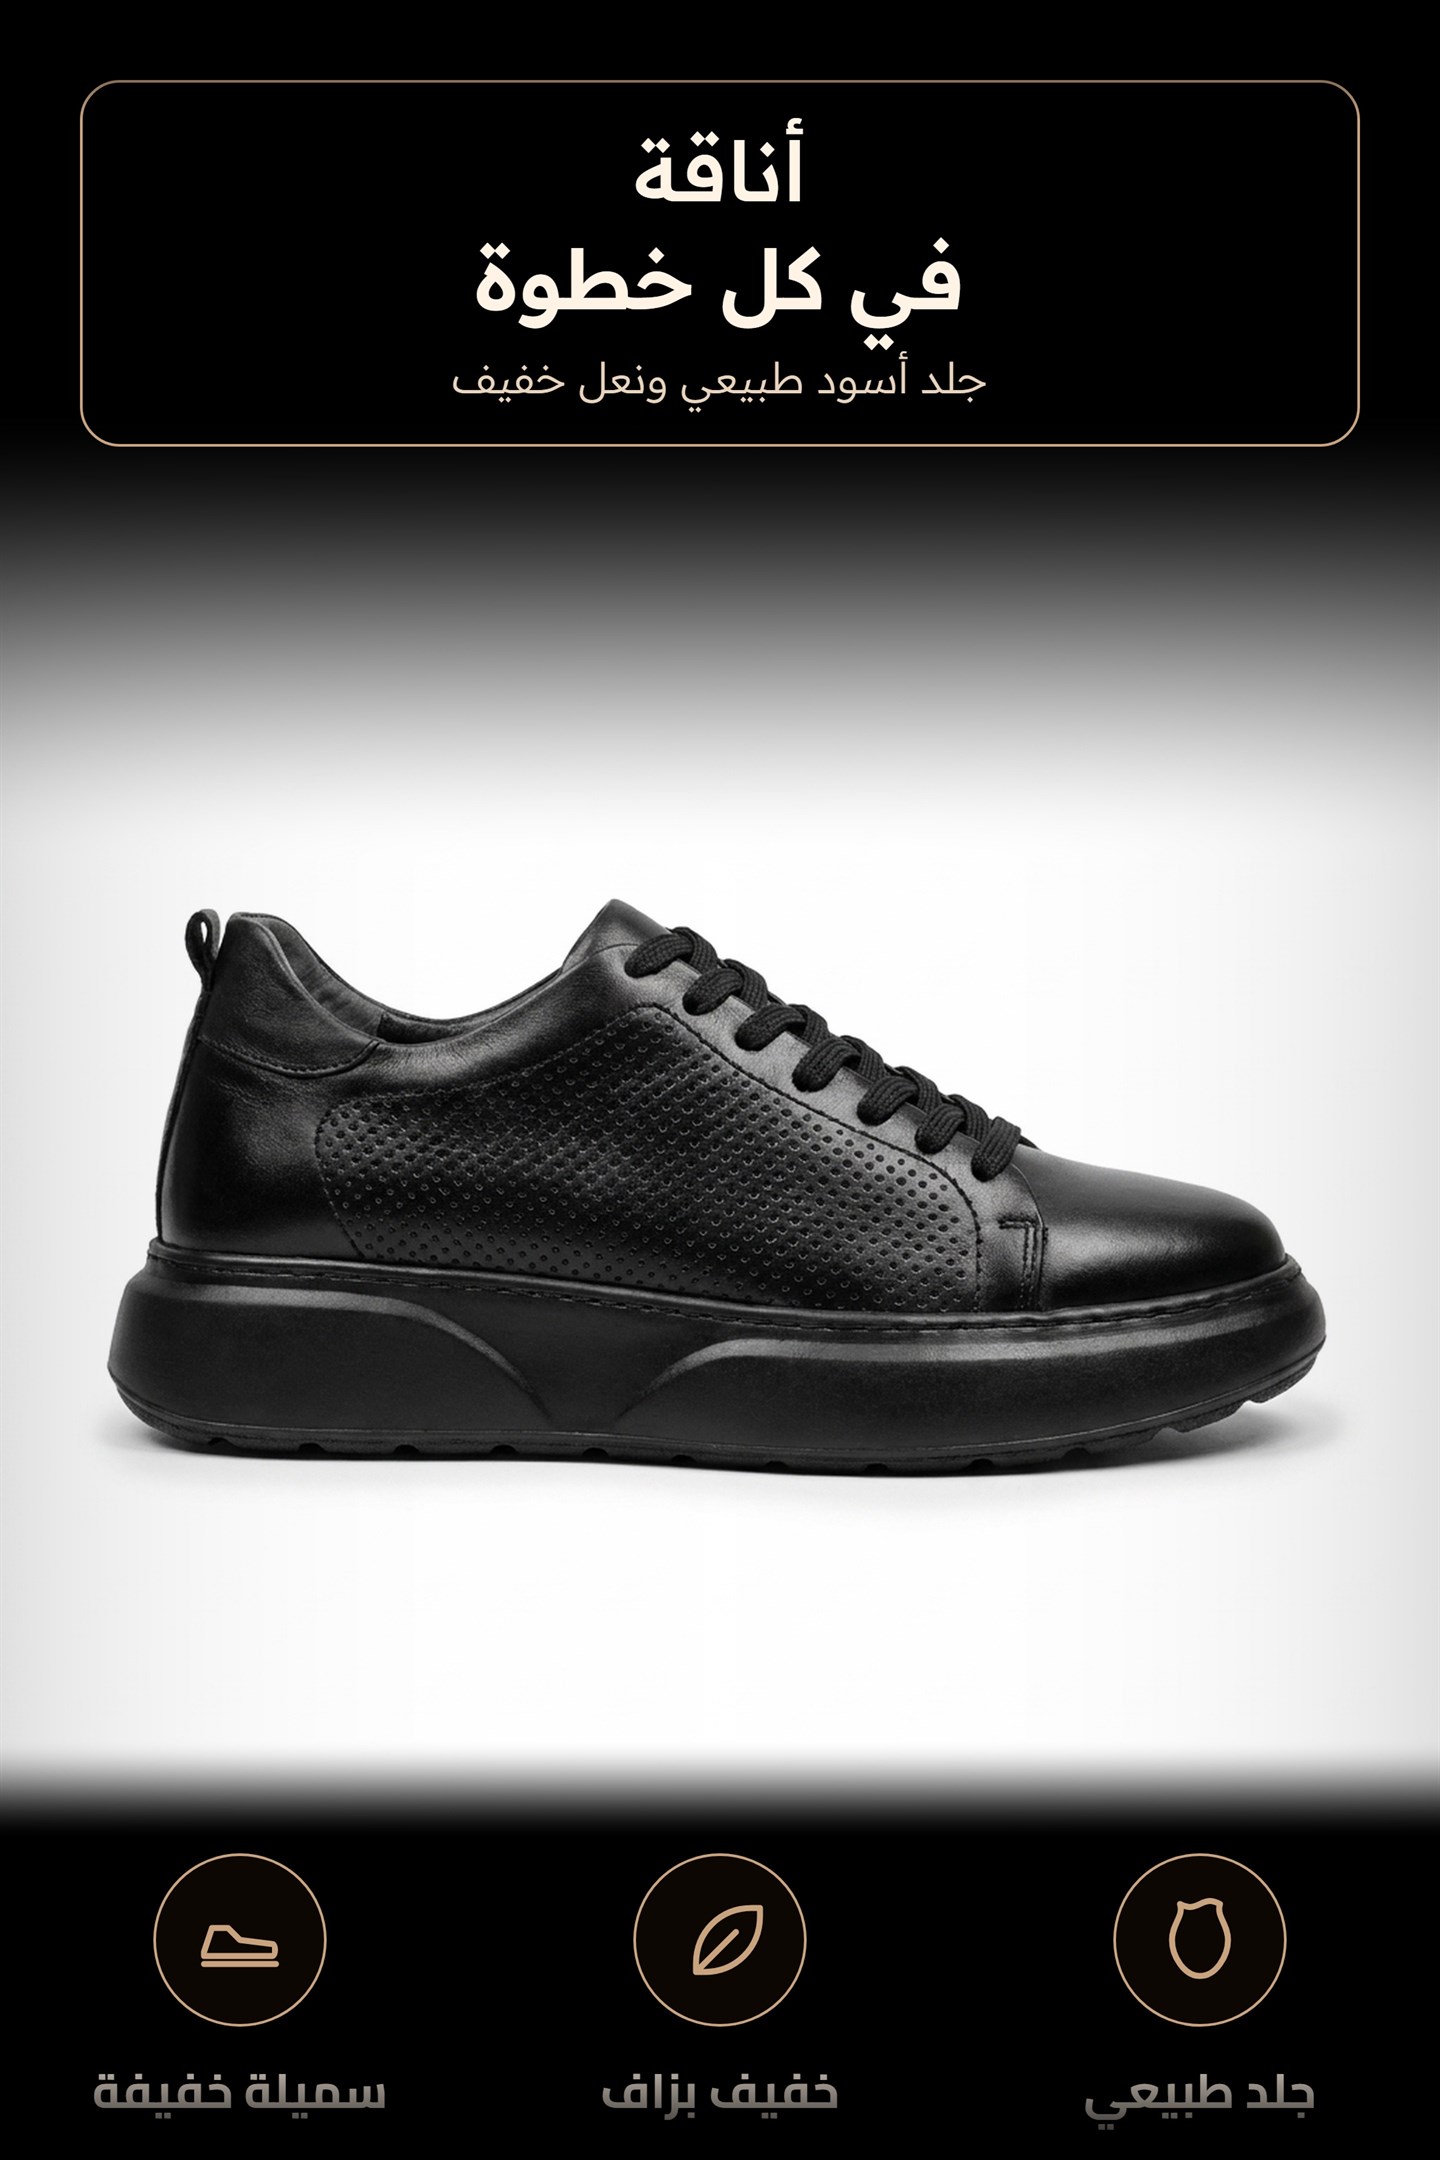 أناقة
في كل خطوة
جلد أسود طبيعي ونعل خفيف
جلد طبيعي
خفيف بزاف
سميلة خفيفة